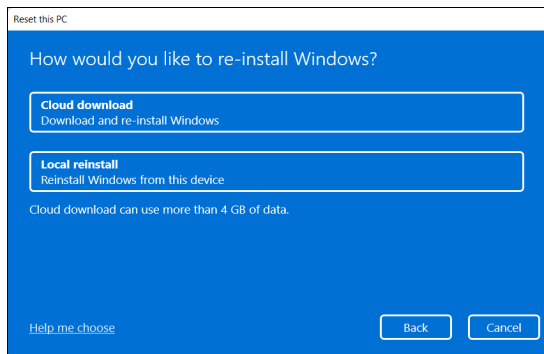 Reset this PC
How would you like to re-install Windows?
Cloud download
Download and re-install Windows
Local reinstall
Reinstall Windows from this device
Cloud download can use more than 4 GB of data.
Help me choose
Back
Cancel